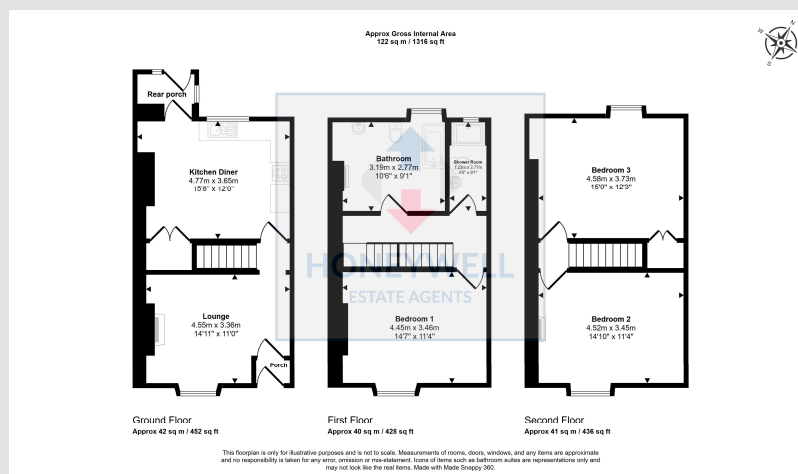 Approx Gross Internal Area
122 sq m / 1316 sq ft
N
W
S
Rear porch
Kitchen Diner
4.77m x 3.65m
15'8" x 12'0"
Lounge
4.55m x 3.36m
14'11" x 11'0"
Porch
Bathroom
3.19m x 2.77m
10'6" x 9'1"
Shower Room
1.23m x 2.77m
4'0" x 9'1"
HONEYWELL
ESTATE AGENTS
Bedroom 1
4.45m x 3.46m
14'7" x 11'4"
Bedroom 3
4.58m x 3.73m
15'0" x 12'3"
Bedroom 2
4.52m x 3.45m
14'10" x 11'4"
Ground Floor
Approx 42 sq m / 452 sq ft
First Floor
Approx 40 sq m / 428 sq ft
Second Floor
Approx 41 sq m / 436 sq ft
This floorplan is only for illustrative purposes and is not to scale. Measurements of rooms, doors, windows, and any items are approximate
and no responsibility is taken for any error, omission or mis-statement. Icons of items such as bathroom suites are representations only and
may not look like the real items. Made with Made Snappy 360.